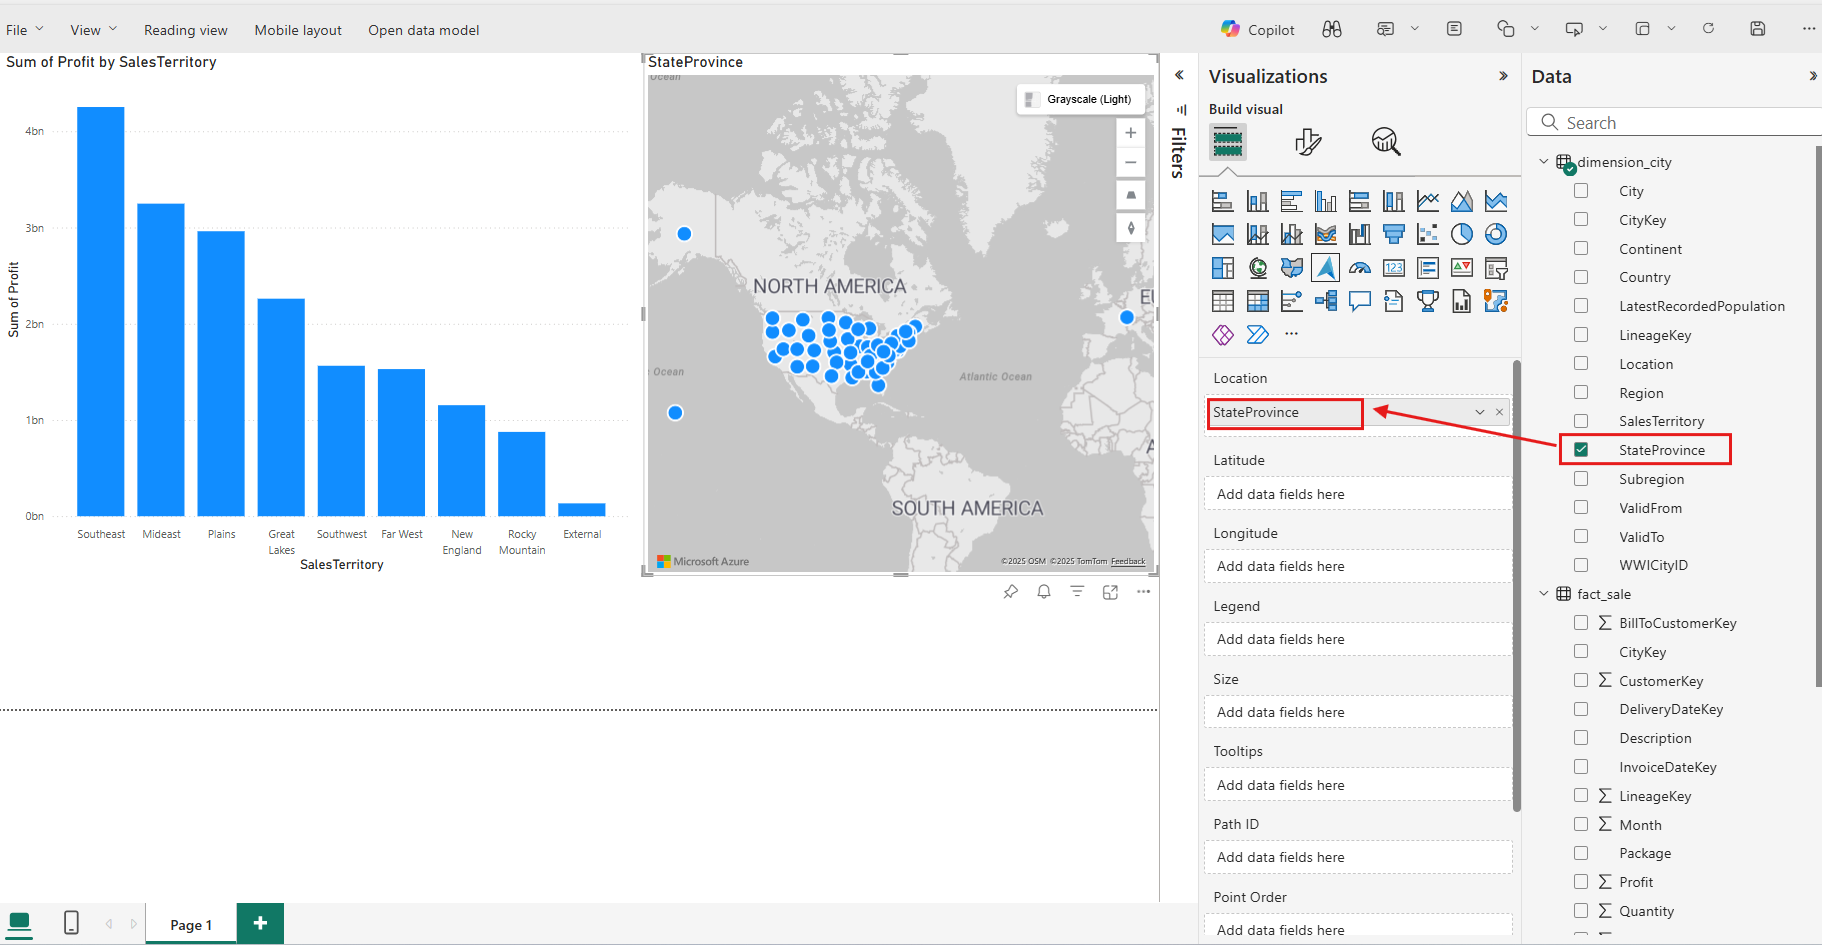 File
View
Reading view
Mobile layout
Open data model
Copilot
Sum of Profit by SalesTerritory
4bn
3bn
2bn
1bn
0bn
Sum of Profit
Southeast
Mideast
Plains
Great
Lakes
Southwest
Far West
New
England
Rocky
Mountain
External
SalesTerritory
StateProvince
Ocean
Grayscale (Light)
NORTH AMERICA
EU
Ocean
Atlantic Ocean
A
SOUTH AMERICA
Microsoft Azure
©2025 OSM ©2025 TomTom Feedback
Filters
Visualizations
Build visual
123
Location
StateProvince
Latitude
Add data fields here
Longitude
Add data fields here
Legend
Add data fields here
Size
Add data fields here
Tooltips
Add data fields here
Path ID
Add data fields here
Point Order
Add data fields here
Data
Search
dimension_city
City
CityKey
Continent
Country
LatestRecordedPopulation
LineageKey
Location
Region
SalesTerritory
StateProvince
Subregion
ValidFrom
ValidTo
WWICityID
fact_sale
BillToCustomerKey
CityKey
CustomerKey
DeliveryDateKey
Description
InvoiceDateKey
LineageKey
Month
Package
Profit
Quantity
Page 1